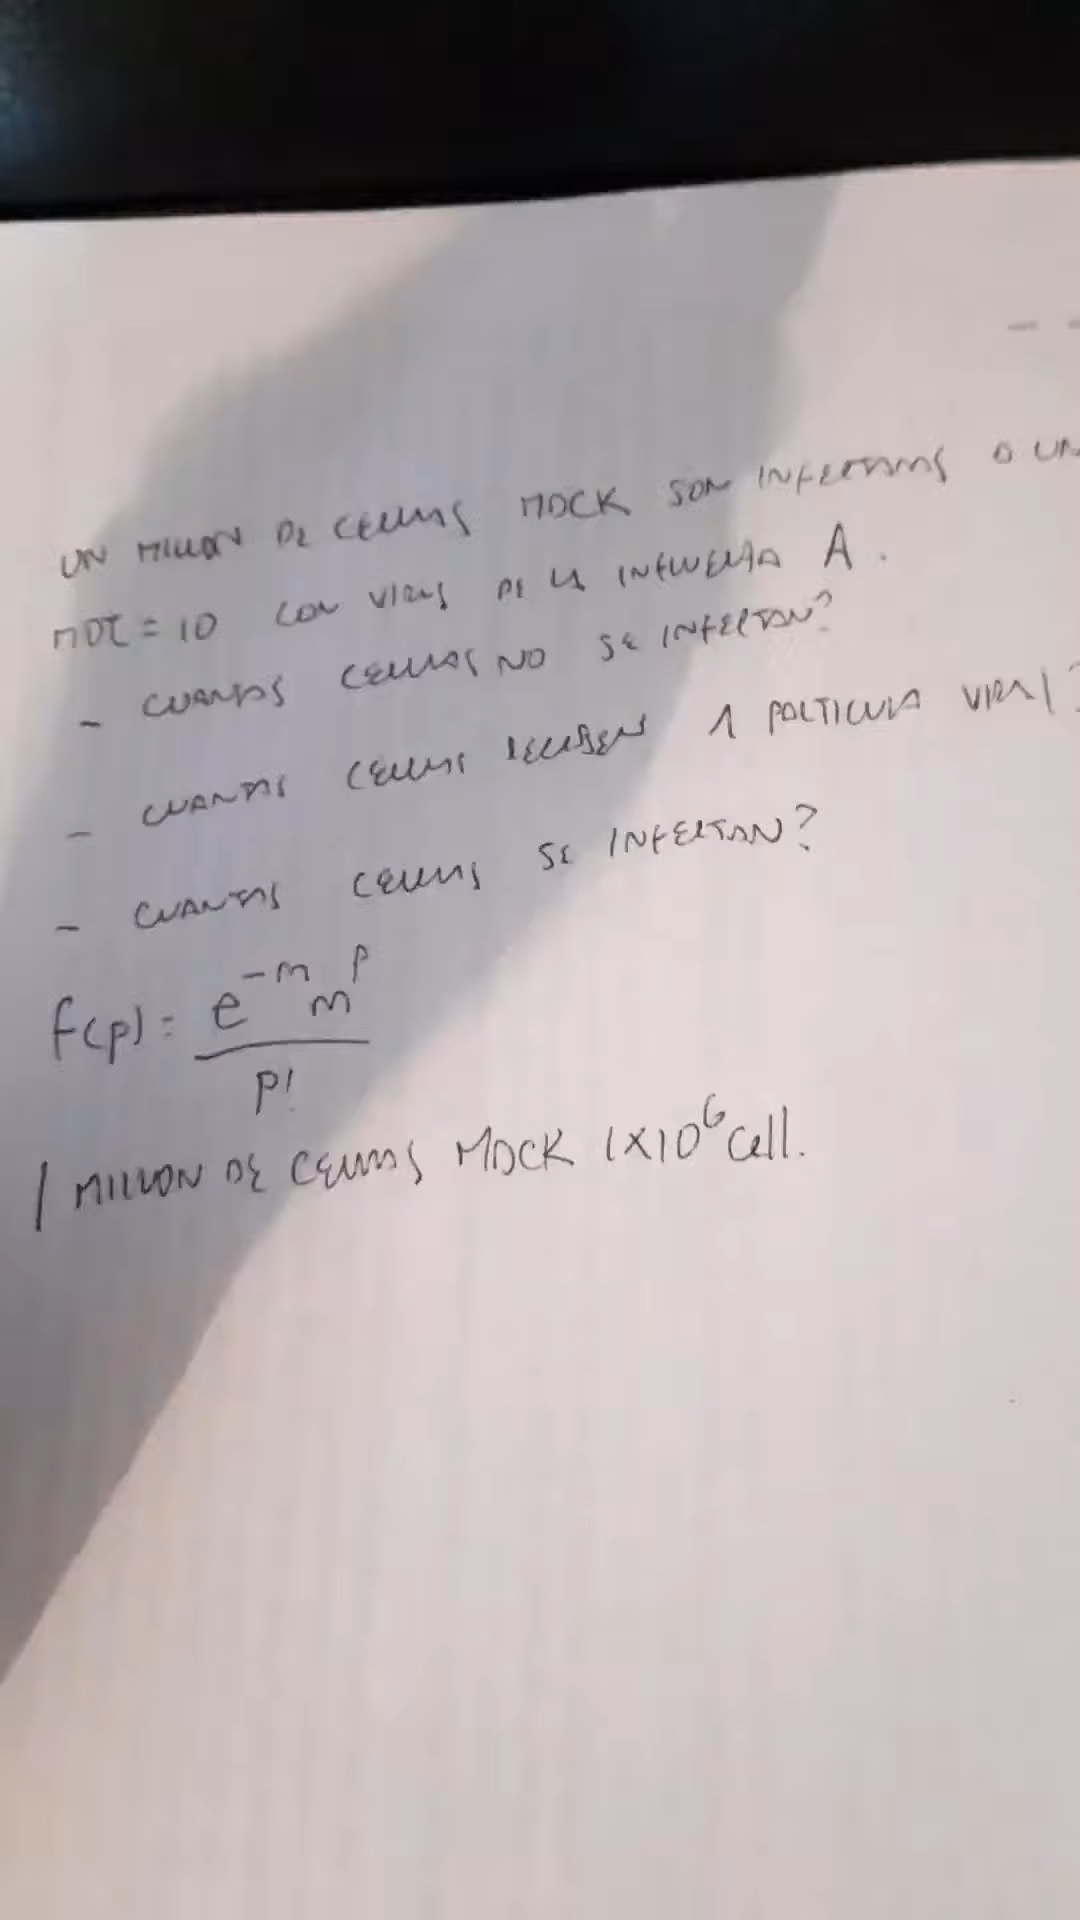 UN MILLON DE CELULAS MDCK SON INFECTADAS A UN
MOI = 10 CON VIRUS DE LA INFLUENZA A.
- CUANTAS CELULAS NO SE INFECTAN?
- CUANTAS CELULAS RECIBEN 1 PARTICULA VIRAL?
- CUANTAS CELULAS SE INFECTAN?
f(p) = e^-m m^p / p!
1 MILLON DE CELULAS MDCK 1x10^6 cell.